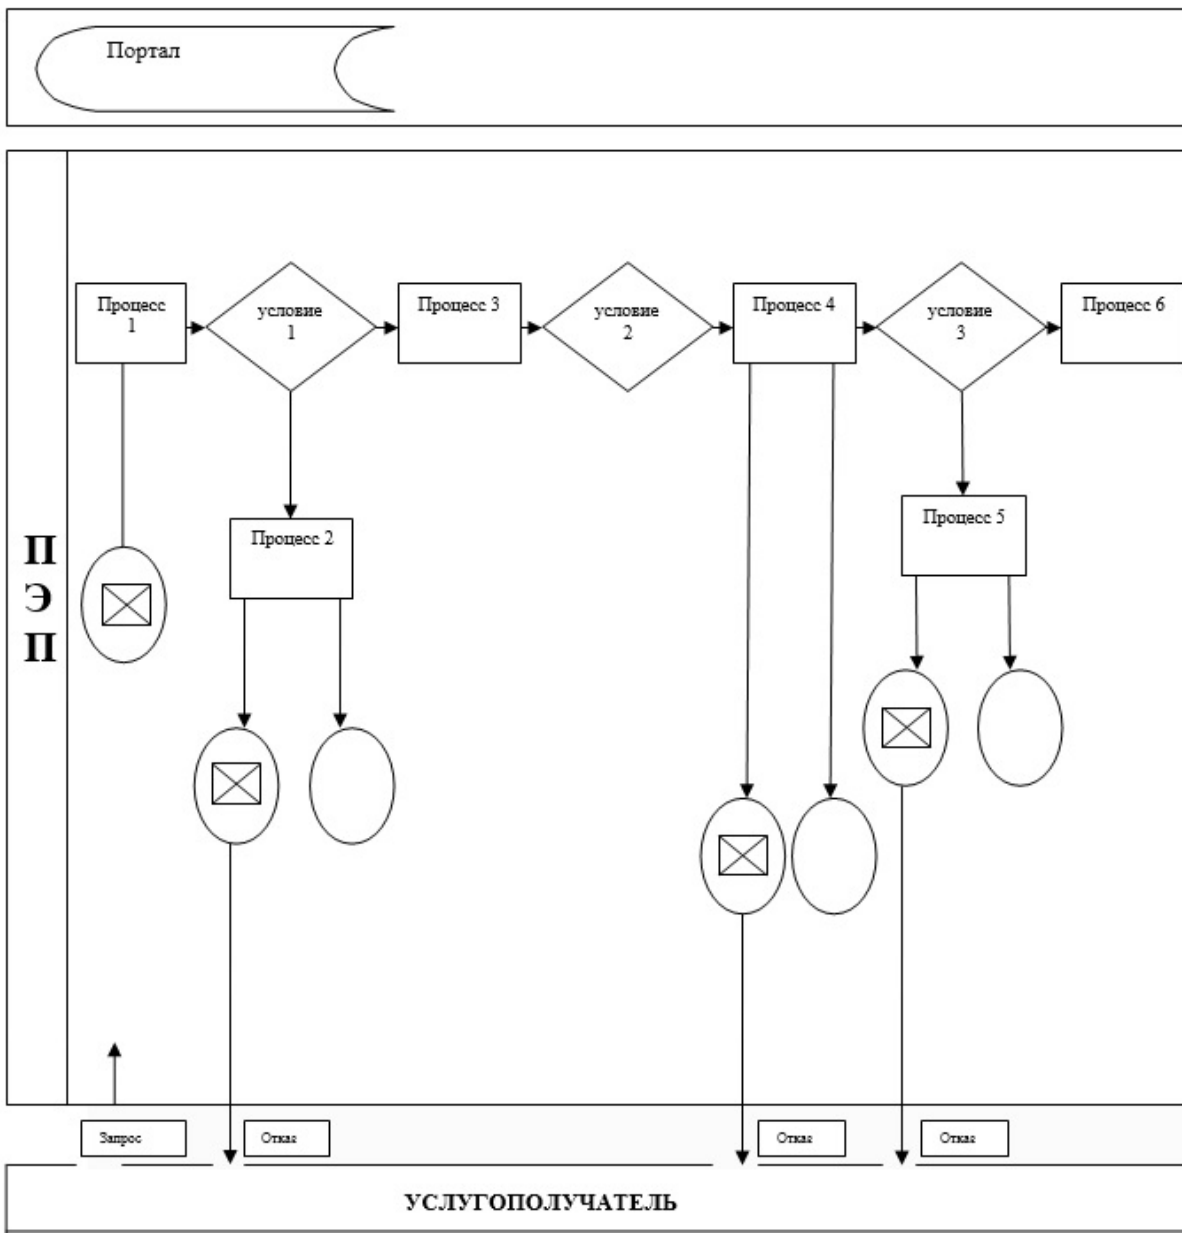 Портал
Процесс
1
условие
1
Процесс 3
условие
2
Процесс 4
условие
3
Процесс 6
Процесс 2
Процесс 5
П
Э
П
Запрос
Отказ
Отказ
Отказ
УСЛУГОПОЛУЧАТЕЛЬ